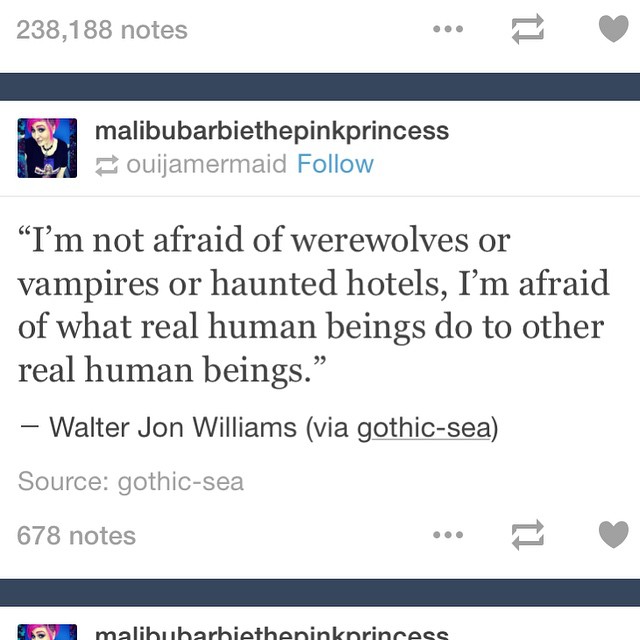 238,188 notes
malibubarbiethepinkprincess
ouijamermaid Follow
“I’m not afraid of werewolves or
vampires or haunted hotels, I’m afraid
of what real human beings do to other
real human beings.”
— Walter Jon Williams (via gothic-sea)
Source: gothic-sea
678 notes
malibubarbiethepinkprincess